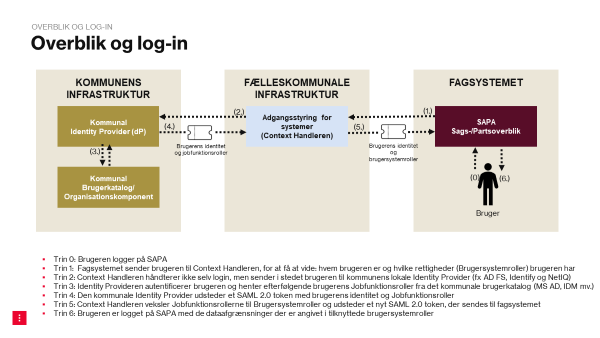 OVERBLIK OG LOG-IN
Overblik og log-in
KOMMUNENS
INFRASTRUKTUR
FÆLLESKOMMUNALE
INFRASTRUKTUR
FAGSYSTEMET
Kommunal
Identity Provider (dP)
(2.)
(4.)
Brugerens identitet
og jobfunktionsroller
Adgangsstyring for
systemer
(Context Handleren)
(1.)
(5.)
Brugerens identitet
og
brugersystemroller
SAPA
Sags-/Partsoverblik
(3.)
Kommunal
Brugerkatalog/
Organisationskomponent
(0)
(6.)
Bruger
• Trin 0: Brugeren logger på SAPA
• Trin 1: Fagsystemet sender brugeren til Context Handleren, for at få at vide: hvem brugeren er og hvilke rettigheder (Brugersystemroller) brugeren har
• Trin 2: Context Handleren håndterer ikke selv login, men sender i stedet brugeren til kommunens lokale Identity Provider (fx AD FS, Identify og NetIQ)
• Trin 3: Identity Provideren autentificerer brugeren og henter efterfølgende brugerens Jobfunktionsroller fra det kommunale brugerkatalog (MS AD, IDM mv.)
• Trin 4: Den kommunale Identity Provider udsteder et SAML 2.0 token med brugerens identitet og Jobfunktionsroller
• Trin 5: Context Handleren veksler Jobfunktionsrollerne til Brugersystemroller og udsteder et nyt SAML 2.0 token, der sendes til fagsystemet
• Trin 6: Brugeren er logget på SAPA med de dataafgrænsninger der er angivet i tilknyttede brugersystemroller